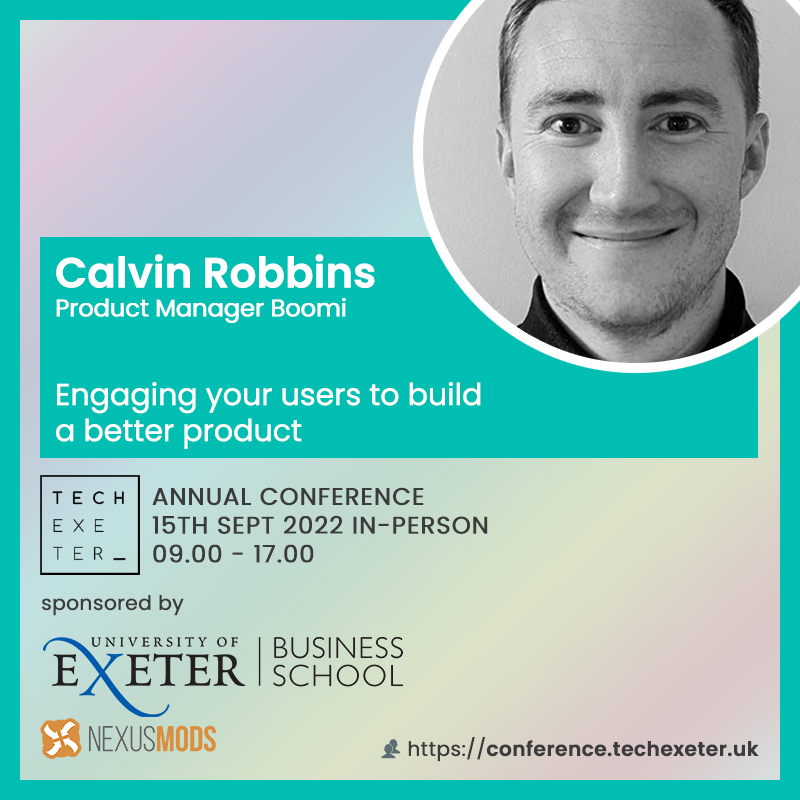 Calvin Robbins
Product Manager Boomi
Engaging your users to build
a better product
TECH
EXE
TER_
ANNUAL CONFERENCE
15TH SEPT 2022 IN-PERSON
09.00 - 17.00
sponsored by
UNIVERSITY OF
EXETER
BUSINESS
SCHOOL
NEXUSMODS
https://conference.techexeter.uk